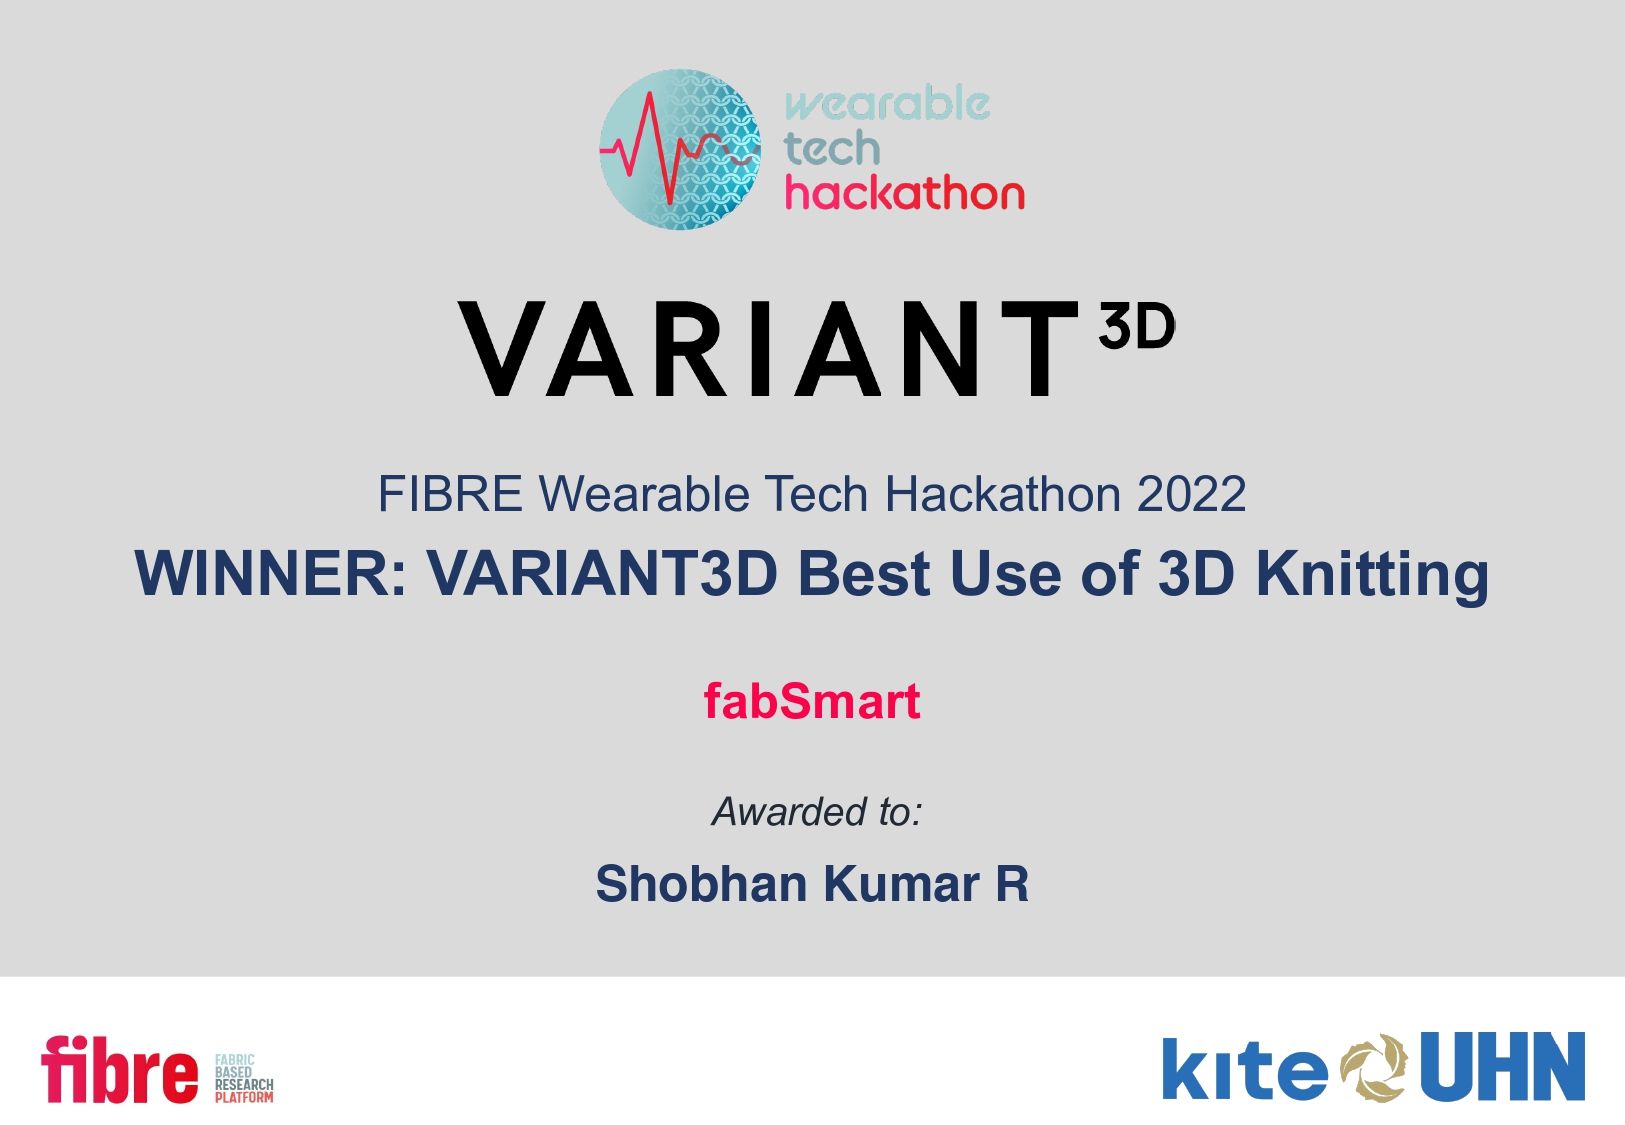 wearable
tech
hackathon
VARIANT 3D
FIBRE Wearable Tech Hackathon 2022
WINNER: VARIANT3D Best Use of 3D Knitting
fabSmart
Awarded to:
Shobhan Kumar R
fibre
FABRIC
BASED
RESEARCH
PLATFORM
kite UHN